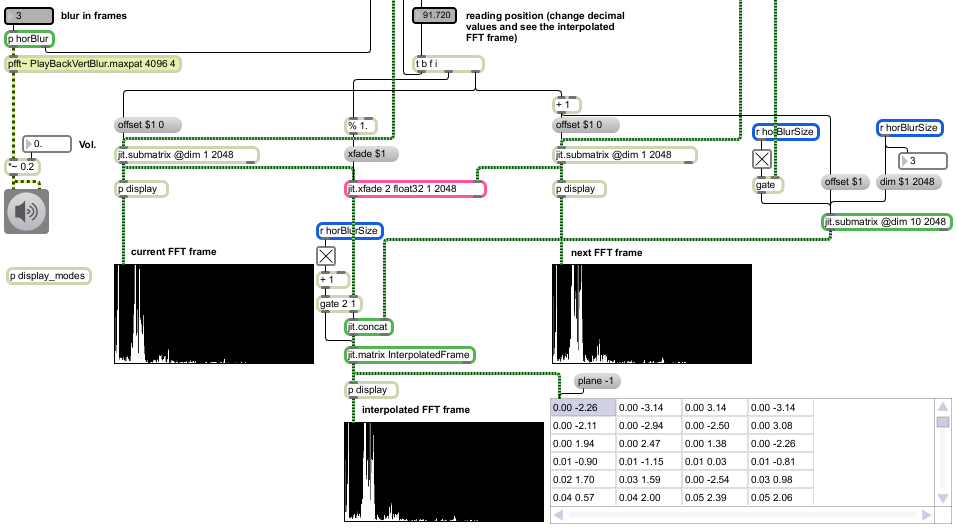 3
blur in frames
91.720
reading position (change decimal
values and see the interpolated
FFT frame)
p horBlur
pfft~ PlayBackVertBlur.maxpat 4096 4
t b f i
+ 1
offset $1 0
% 1.
offset $1 0
r horBlurSize
r horBlurSize
0.
Vol.
jit.submatrix @dim 1 2048
xfade $1
jit.submatrix @dim 1 2048
3
*~ 0.2
p display
jit.xfade 2 float32 1 2048
p display
gate
offset $1
dim $1 2048
r horBlurSize
jit.submatrix @dim 10 2048
current FFT frame
next FFT frame
p display_modes
+ 1
gate 2 1
jit.concat
jit.matrix InterpolatedFrame
p display
plane -1
interpolated FFT frame
0.00 -2.26 0.00 -3.14 0.00 3.14 0.00 -3.14
0.00 -2.11 0.00 -2.94 0.00 -2.50 0.00 3.08
0.00 1.94 0.00 2.47 0.00 1.38 0.00 -2.26
0.01 -0.90 0.01 -1.15 0.01 0.03 0.01 -0.81
0.02 1.70 0.03 1.59 0.00 -2.54 0.03 0.98
0.04 0.57 0.04 2.00 0.05 2.39 0.05 2.06